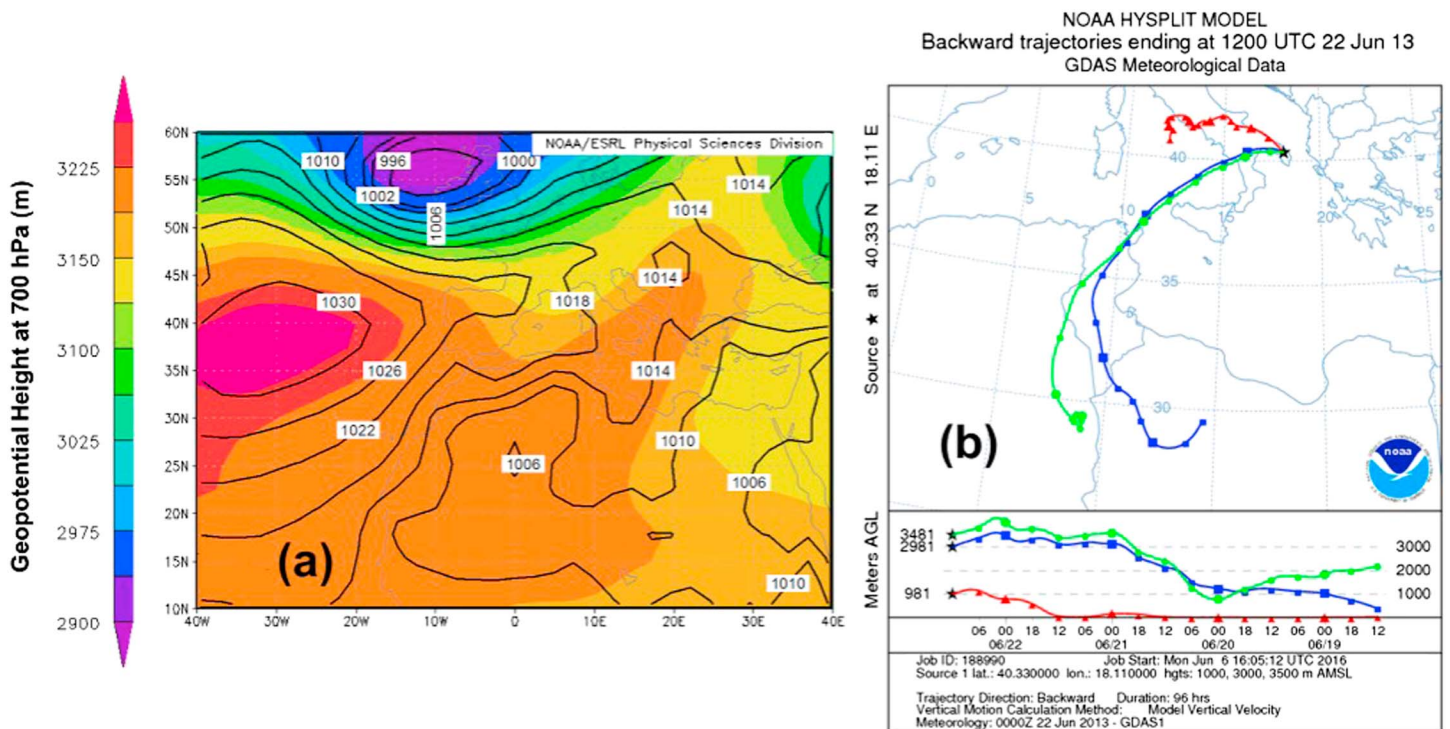 Geopotential Height at 700 hPa (m)
3225
3150
3100
3025
2975
2900
NOAA/ESRL Physical Sciences Division
60N
55N
50N
45N
40N
35N
30N
25N
20N
15N
10N
40W
30W
20W
10W
0
10E
20E
30E
40E
1010
996
1000
1002
1006
1014
1014
1014
1018
1030
1026
1014
1022
1010
1006
1006
1010
(a)
NOAA HYSPLIT MODEL
Backward trajectories ending at 1200 UTC 22 Jun 13
GDAS Meteorological Data
Source ★ at 40.33 N 18.11 E
0
5
10
15
20
25
40
35
5
30
(b)
noaa
Meters AGL
3481
2981
981
3000
2000
1000
06 00 18 12 06 00 18 12 06 00 18 12 06 00 18 12
06/22 06/21 06/20 06/19
Job ID: 188990 Job Start: Mon Jun 6 16:05:12 UTC 2016
Source 1 lat.: 40.330000 lon.: 18.110000 hgts: 1000, 3000, 3500 m AMSL
Trajectory Direction: Backward Duration: 96 hrs
Vertical Motion Calculation Method: Model Vertical Velocity
Meteorology: 0000Z 22 Jun 2013 - GDAS1